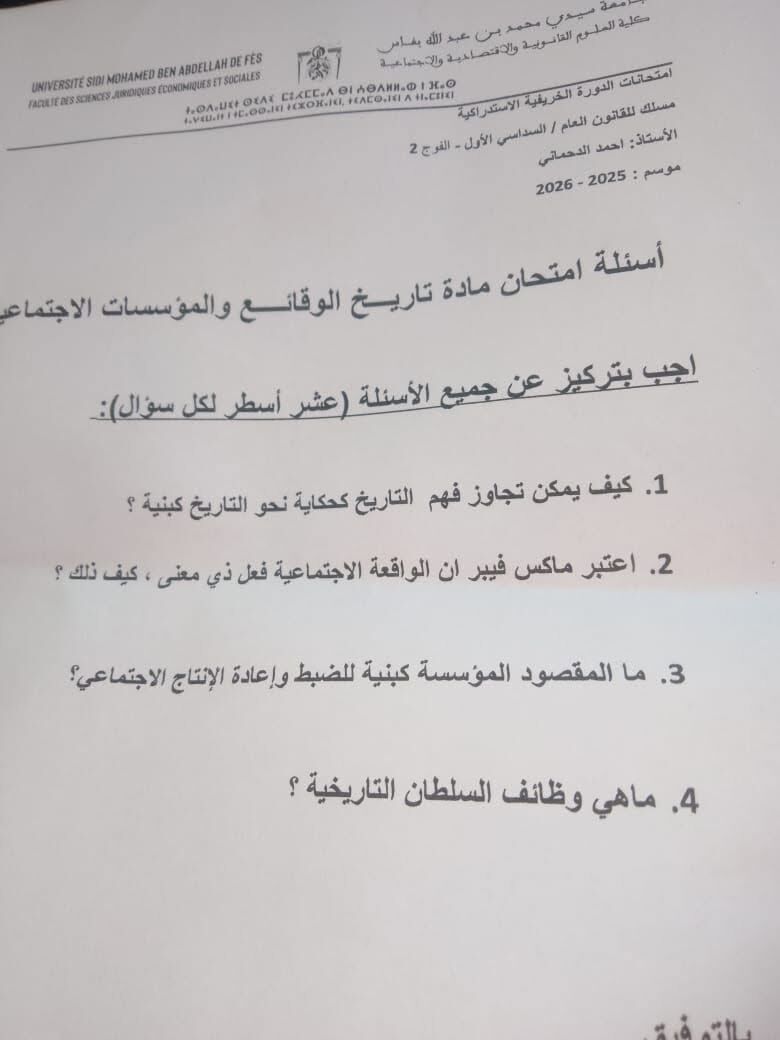 UNIVERSITÉ SIDI MOHAMED BEN ABDELLAH DE FÈS
FACULTÉ DES SCIENCES JURIDIQUES ÉCONOMIQUES ET SOCIALES
سيدي محمد بن عبد الله بفاس
كلية العلوم القانونية والاقتصادية والاجتماعية
امتحانات الدورة الخريفية الاستدراكية
مسلك للقانون العام / السداسي الأول - الفوج 2
الأستاذ: احمد الدحماني
موسم : 2025 - 2026
أسئلة امتحان مادة تاريخ الوقائع والمؤسسات
اجب بتركيز عن جميع الأسئلة (عشر أسطر لكل سؤال):
1. كيف يمكن تجاوز فهم التاريخ كحكاية نحو التاريخ كبنية ؟
2. اعتبر ماكس فيبر ان الواقعة الاجتماعية فعل ذي معنى ، كيف ذلك ؟
3. ما المقصود المؤسسة كبنية للضبط وإعادة الإنتاج الاجتماعي؟
4. ماهي وظائف السلطان التاريخية ؟
بالتوفيق